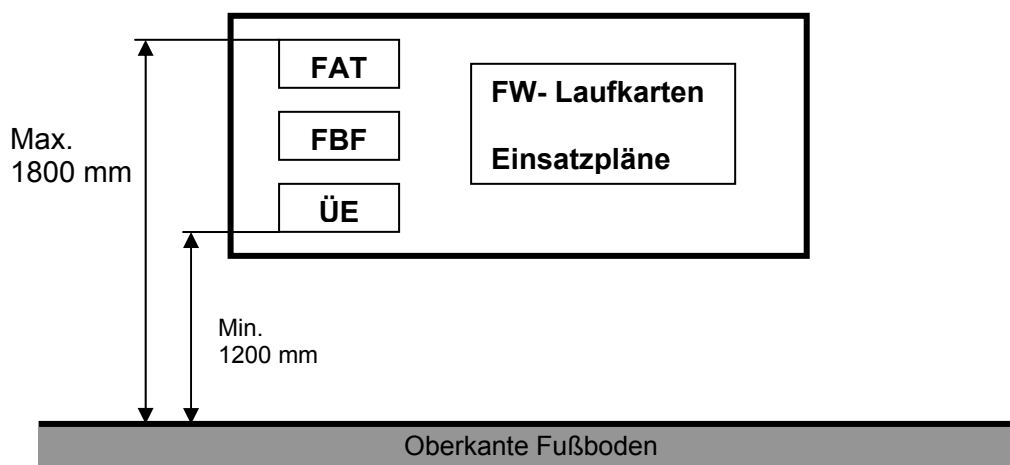 FAT
FBF
ÜE
FW- Laufkarten
Einsatzpläne
Max.
1800 mm
Min.
1200 mm
Oberkante Fußboden